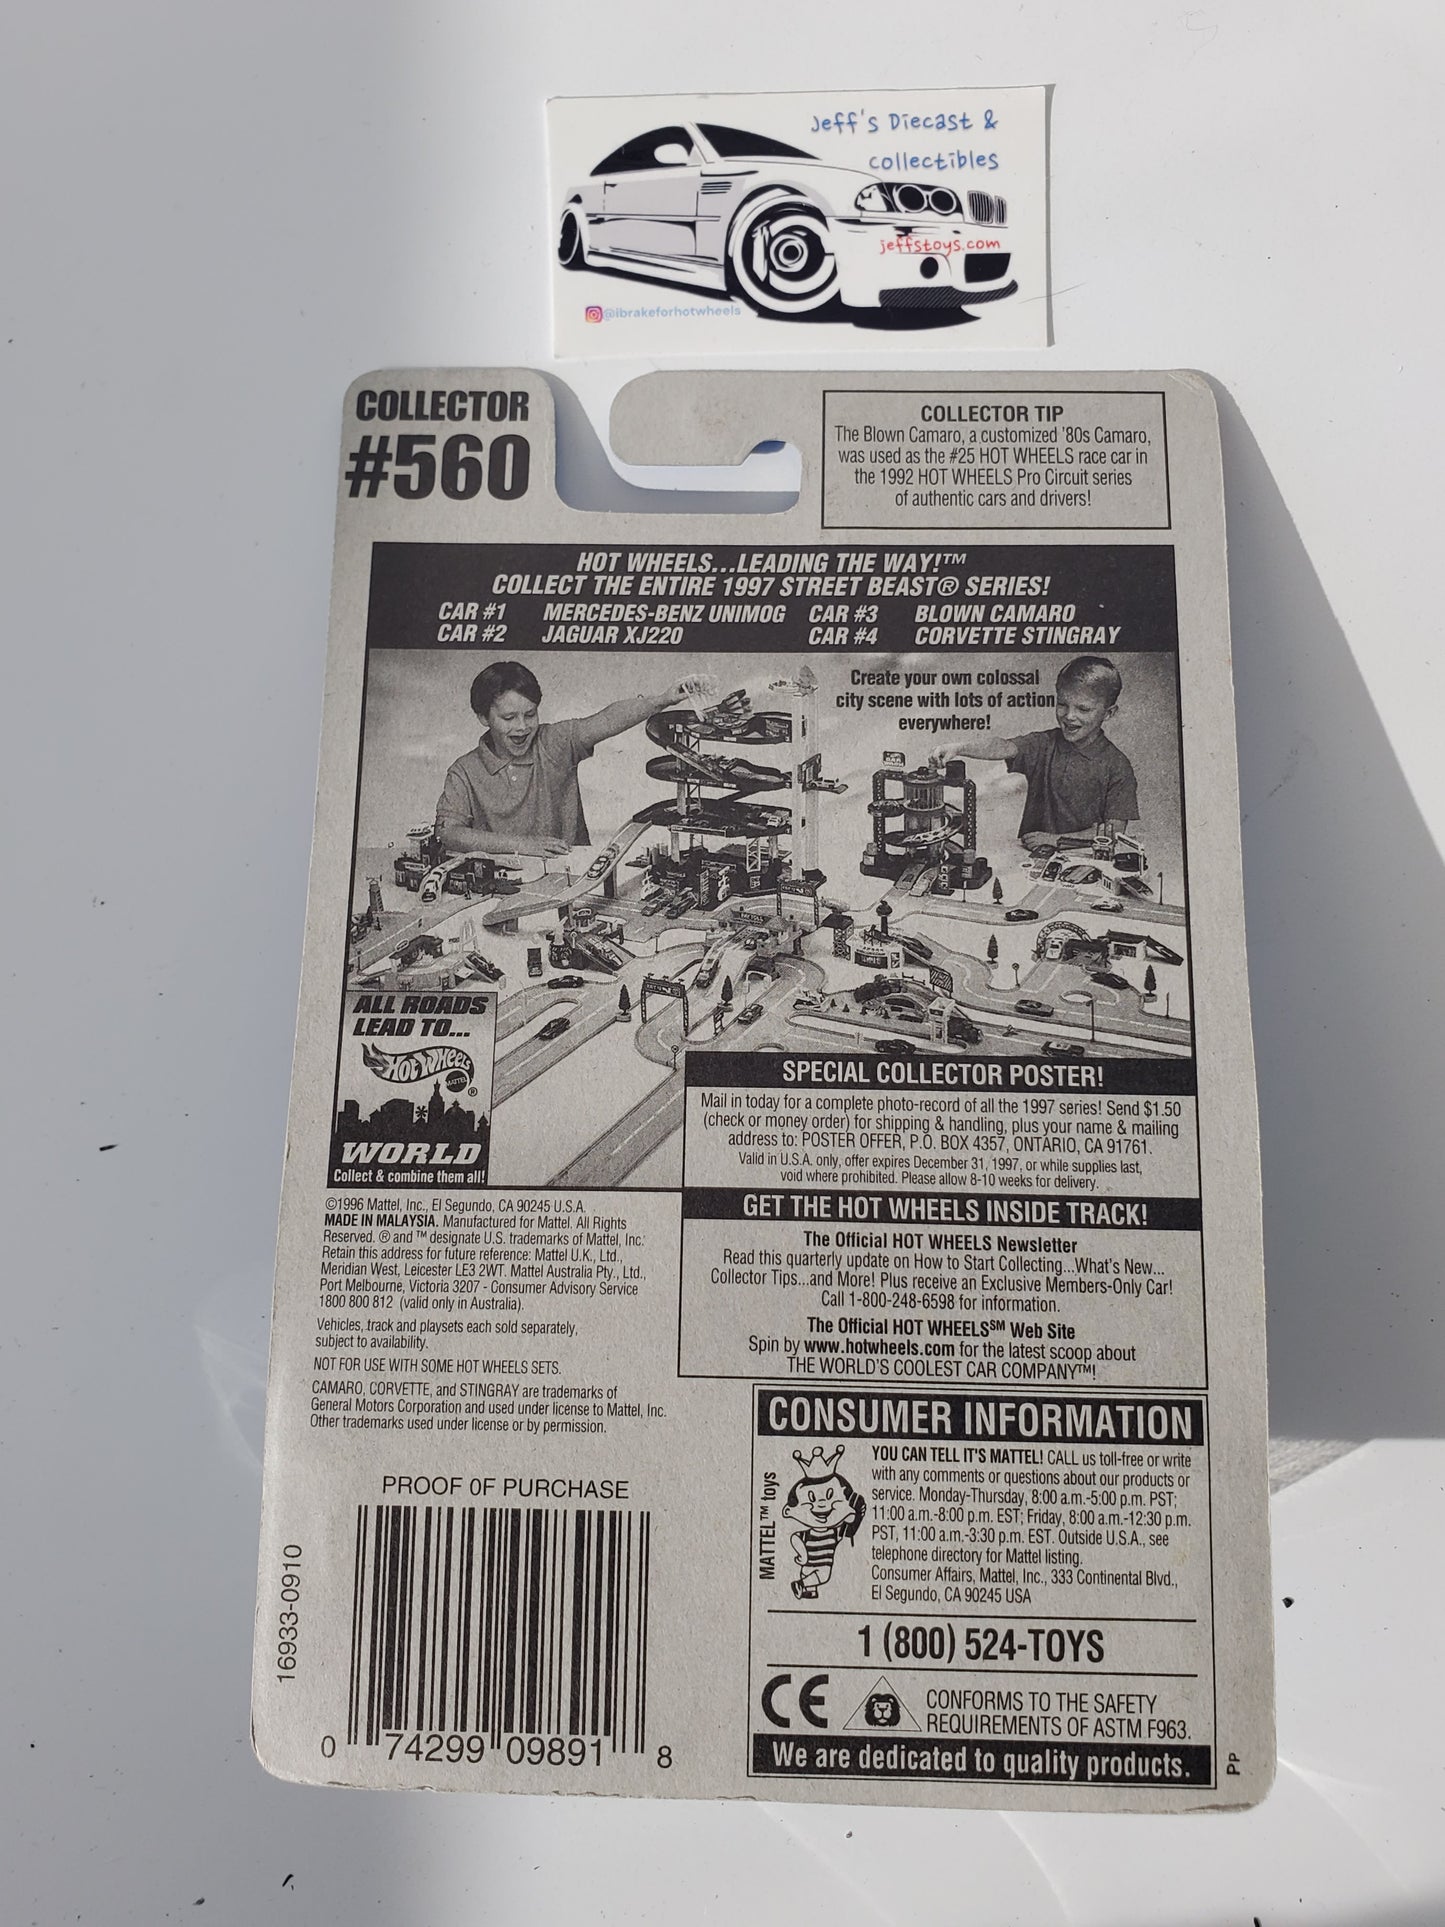 Jeff's Diecast &
collectibles
jeffstoys.com
@ibrakeforhotwheels
COLLECTOR
#560
COLLECTOR TIP
The Blown Camaro, a customized '80s Camaro,
was used as the #25 HOT WHEELS race car in
the 1992 HOT WHEELS Pro Circuit series
of authentic cars and drivers!
HOT WHEELS...LEADING THE WAY!™
COLLECT THE ENTIRE 1997 STREET BEAST® SERIES!
CAR #1 MERCEDES-BENZ UNIMOG CAR #3 BLOWN CAMARO
CAR #2 JAGUAR XJ220 CAR #4 CORVETTE STINGRAY
Create your own colossal
city scene with lots of action
everywhere!
ALL ROADS
LEAD TO...
HOT WHEELS
MATTEL
®
WORLD
Collect & combine them all!
SPECIAL COLLECTOR POSTER!
Mail in today for a complete photo-record of all the 1997 series! Send $1.50
(check or money order) for shipping & handling, plus your name & mailing
address to: POSTER OFFER, P.O. BOX 4357, ONTARIO, CA 91761.
Valid in U.S.A. only, offer expires December 31, 1997, or while supplies last,
void where prohibited. Please allow 8-10 weeks for delivery.
GET THE HOT WHEELS INSIDE TRACK!
The Official HOT WHEELS Newsletter
Read this quarterly update on How to Start Collecting...What's New...
Collector Tips...and More! Plus receive an Exclusive Members-Only Car!
Call 1-800-248-6598 for information.
The Official HOT WHEELS℠ Web Site
Spin by www.hotwheels.com for the latest scoop about
THE WORLD'S COOLEST CAR COMPANY™!
©1996 Mattel, Inc., El Segundo, CA 90245 U.S.A.
MADE IN MALAYSIA. Manufactured for Mattel. All Rights
Reserved. ® and ™ designate U.S. trademarks of Mattel, Inc.
Retain this address for future reference: Mattel U.K., Ltd.,
Meridian West, Leicester LE3 2WT. Mattel Australia Pty., Ltd.,
Port Melbourne, Victoria 3207 - Consumer Advisory Service
1800 800 812 (valid only in Australia).
Vehicles, track and playsets each sold separately,
subject to availability.
NOT FOR USE WITH SOME HOT WHEELS SETS.
CAMARO, CORVETTE, and STINGRAY are trademarks of
General Motors Corporation and used under license to Mattel, Inc.
Other trademarks used under license or by permission.
PROOF OF PURCHASE
16933-0910
0 74299 09891 8
CONSUMER INFORMATION
MATTEL™ toys
YOU CAN TELL IT'S MATTEL! CALL us toll-free or write
with any comments or questions about our products or
service. Monday-Thursday, 8:00 a.m.-5:00 p.m. PST;
11:00 a.m.-8:00 p.m. EST; Friday, 8:00 a.m.-12:30 p.m.
PST, 11:00 a.m.-3:30 p.m. EST. Outside U.S.A., see
telephone directory for Mattel listing.
Consumer Affairs, Mattel, Inc., 333 Continental Blvd.,
El Segundo, CA 90245 USA
1 (800) 524-TOYS
CE
CONFORMS TO THE SAFETY
REQUIREMENTS OF ASTM F963.
We are dedicated to quality products.
PP